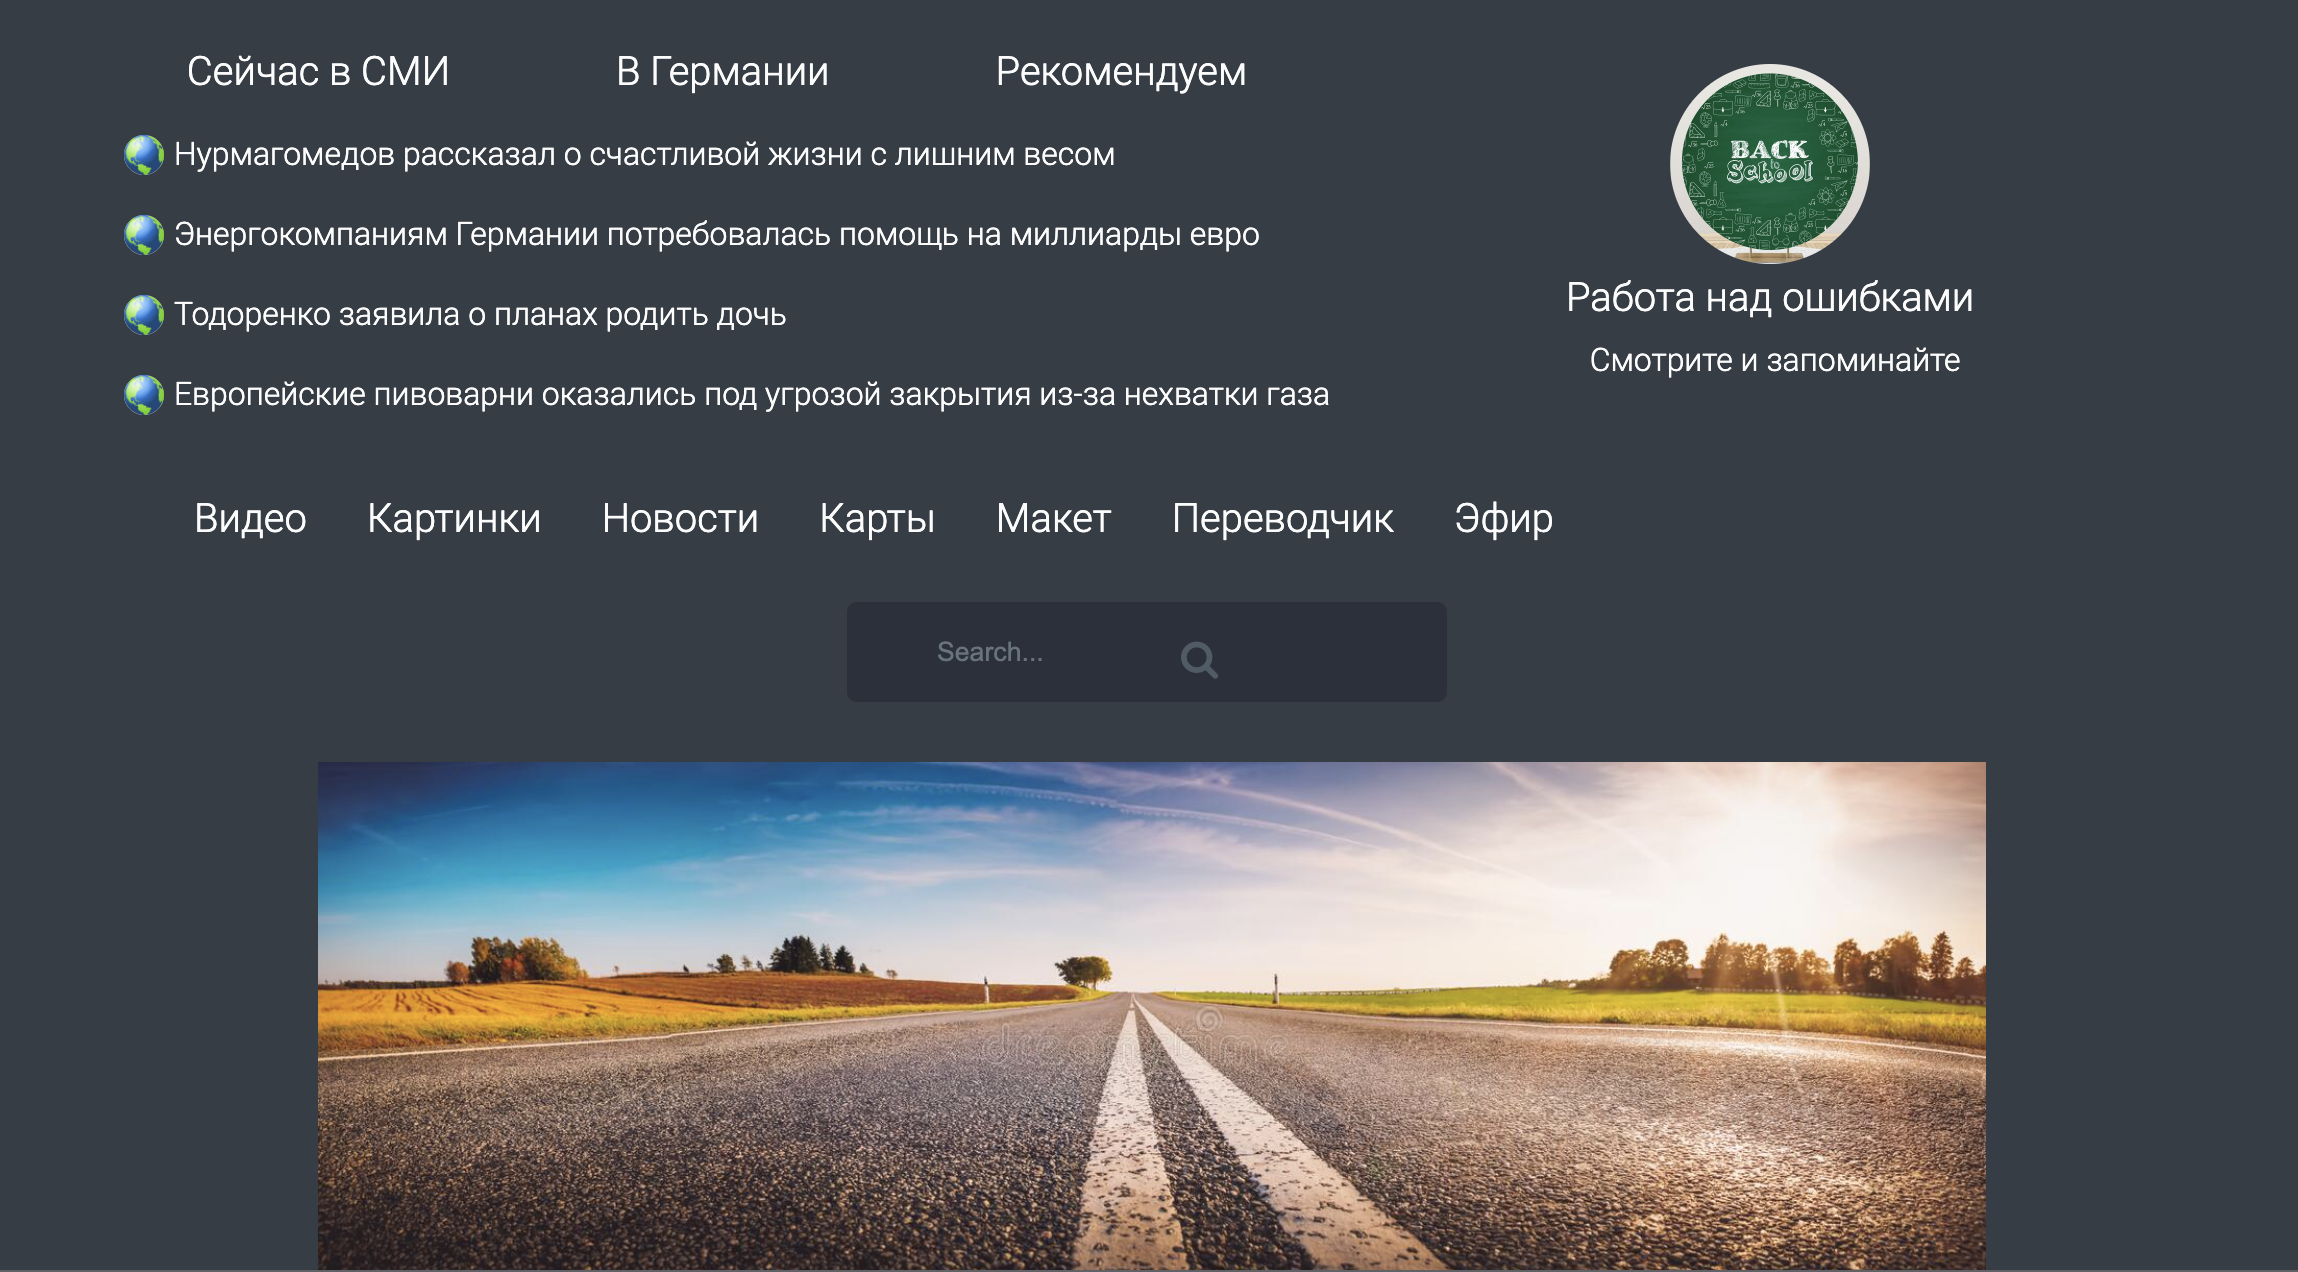 Сейчас в СМИ В Германии Рекомендуем
Нурмагомедов рассказал о счастливой жизни с лишним весом
Энергокомпаниям Германии потребовалась помощь на миллиарды евро
Тодоренко заявила о планах родить дочь
Европейские пивоварни оказались под угрозой закрытия из-за нехватки газа
BACK
to
School
Работа над ошибками
Смотрите и запоминайте
Видео Картинки Новости Карты Макет Переводчик Эфир
Search...
dreamstime